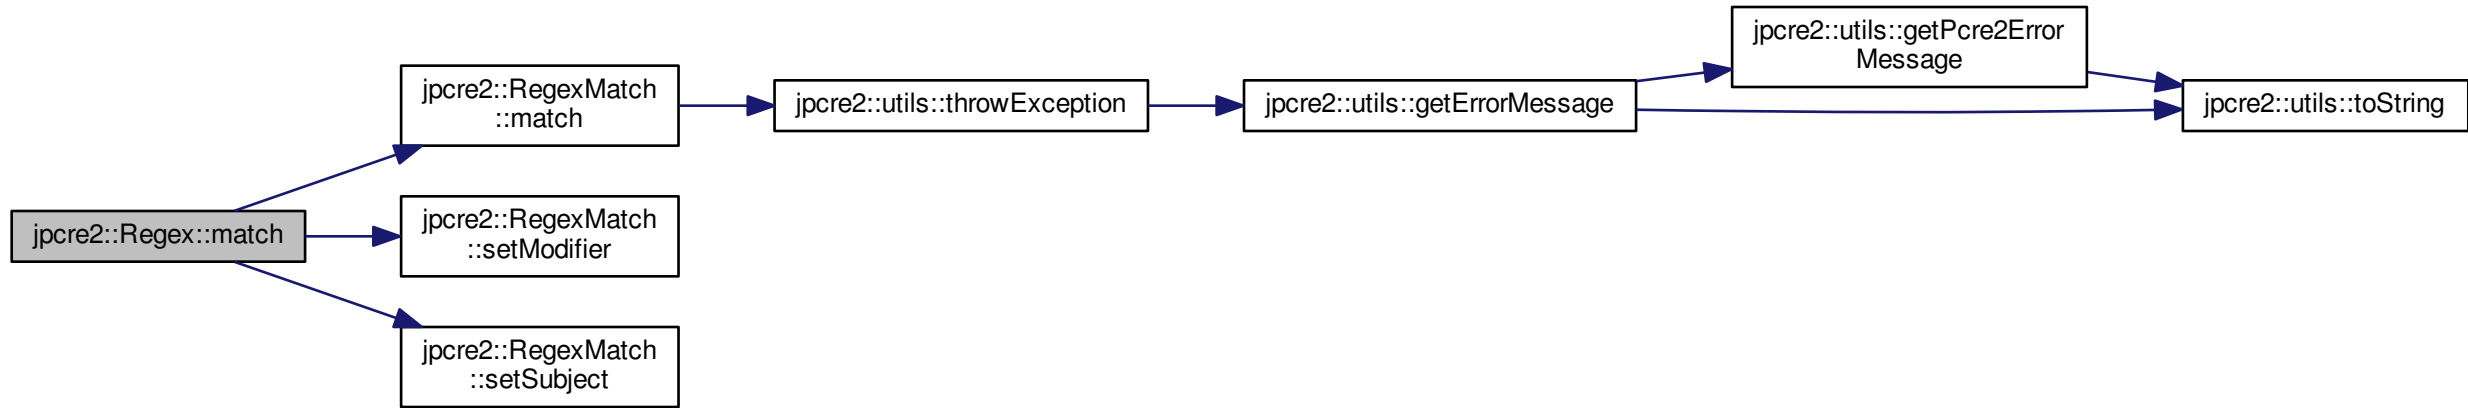 jpcre2::Regex::match
jpcre2::RegexMatch
::match
jpcre2::RegexMatch
::setModifier
jpcre2::RegexMatch
::setSubject
jpcre2::utils::throwException
jpcre2::utils::getErrorMessage
jpcre2::utils::getPcre2Error
Message
jpcre2::utils::toString